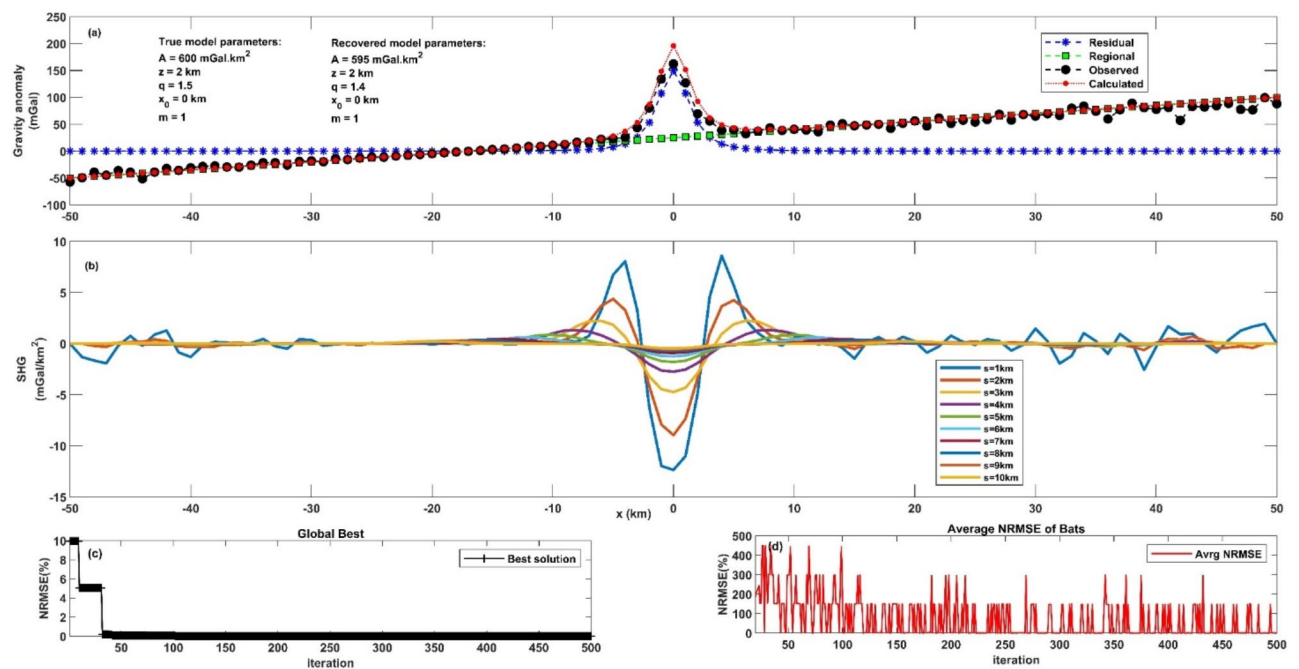 (a)
True model parameters:
A = 600 mGal.km²
z = 2 km
q = 1.5
x₀ = 0 km
m = 1
Recovered model parameters:
A = 595 mGal.km²
z = 2 km
q = 1.4
x₀ = 0 km
m = 1
Residual
Regional
Observed
Calculated
Gravity anomaly
(mGal)
250
200
150
100
50
0
-50
-100
-50 -40 -30 -20 -10 0 10 20 30 40 50
(b)
SHG
(mGal/km²)
10
5
0
-5
-10
-15
s=1km
s=2km
s=3km
s=4km
s=5km
s=6km
s=7km
s=8km
s=9km
s=10km
-50 -40 -30 -20 -10 0 10 20 30 40 50
x (km)
Global Best
(c)
Best solution
NRMSE(%)
10
8
6
4
2
0
50 100 150 200 250 300 350 400 450 500
iteration
Average NRMSE of Bats
(d)
Avrg NRMSE
NRMSE(%)
500
400
300
200
100
0
50 100 150 200 250 300 350 400 450 500
iteration